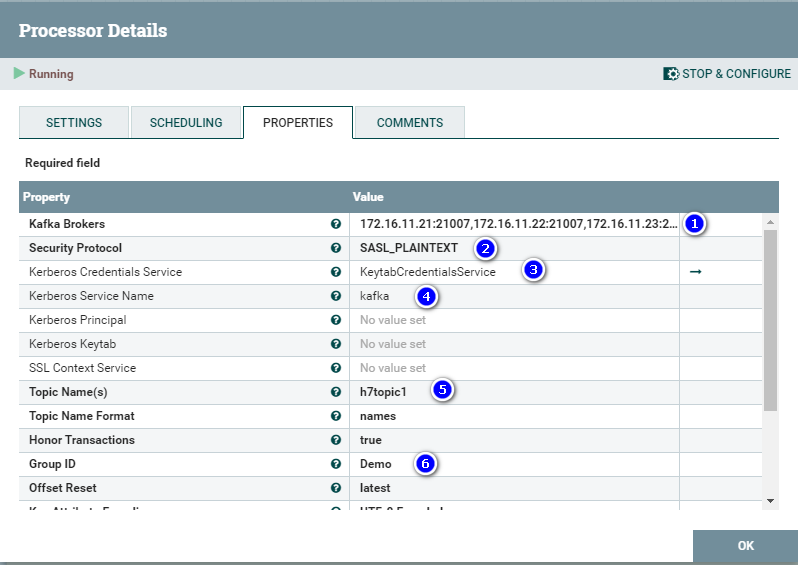 Processor Details
Running
STOP & CONFIGURE
SETTINGS SCHEDULING PROPERTIES COMMENTS
Required field
Property Value
Kafka Brokers 172.16.11.21:21007,172.16.11.22:21007,172.16.11.23:2... 1
Security Protocol SASL_PLAINTEXT 2
Kerberos Credentials Service KeytabCredentialsService 3
Kerberos Service Name kafka 4
Kerberos Principal No value set
Kerberos Keytab No value set
SSL Context Service No value set
Topic Name(s) h7topic1 5
Topic Name Format names
Honor Transactions true
Group ID Demo 6
Offset Reset latest
OK